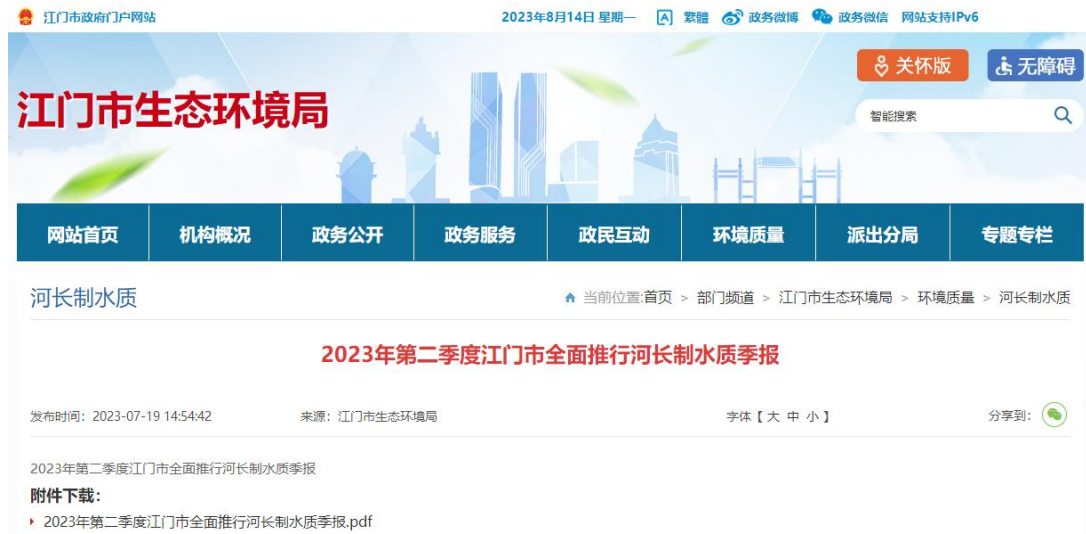 江门市政府门户网站 2023年8月14日 星期一 A 繁體 政务微博 政务微信 网站支持IPv6
关怀版 无障碍
江门市生态环境局
智能搜索
网站首页 机构概况 政务公开 政务服务 政民互动 环境质量 派出分局 专题专栏
河长制水质 当前位置:首页 > 部门频道 > 江门市生态环境局 > 环境质量 > 河长制水质
2023年第二季度江门市全面推行河长制水质季报
发布时间：2023-07-19 14:54:42 来源：江门市生态环境局 字体【 大 中 小 】 分享到：
2023年第二季度江门市全面推行河长制水质季报
附件下载：
2023年第二季度江门市全面推行河长制水质季报.pdf